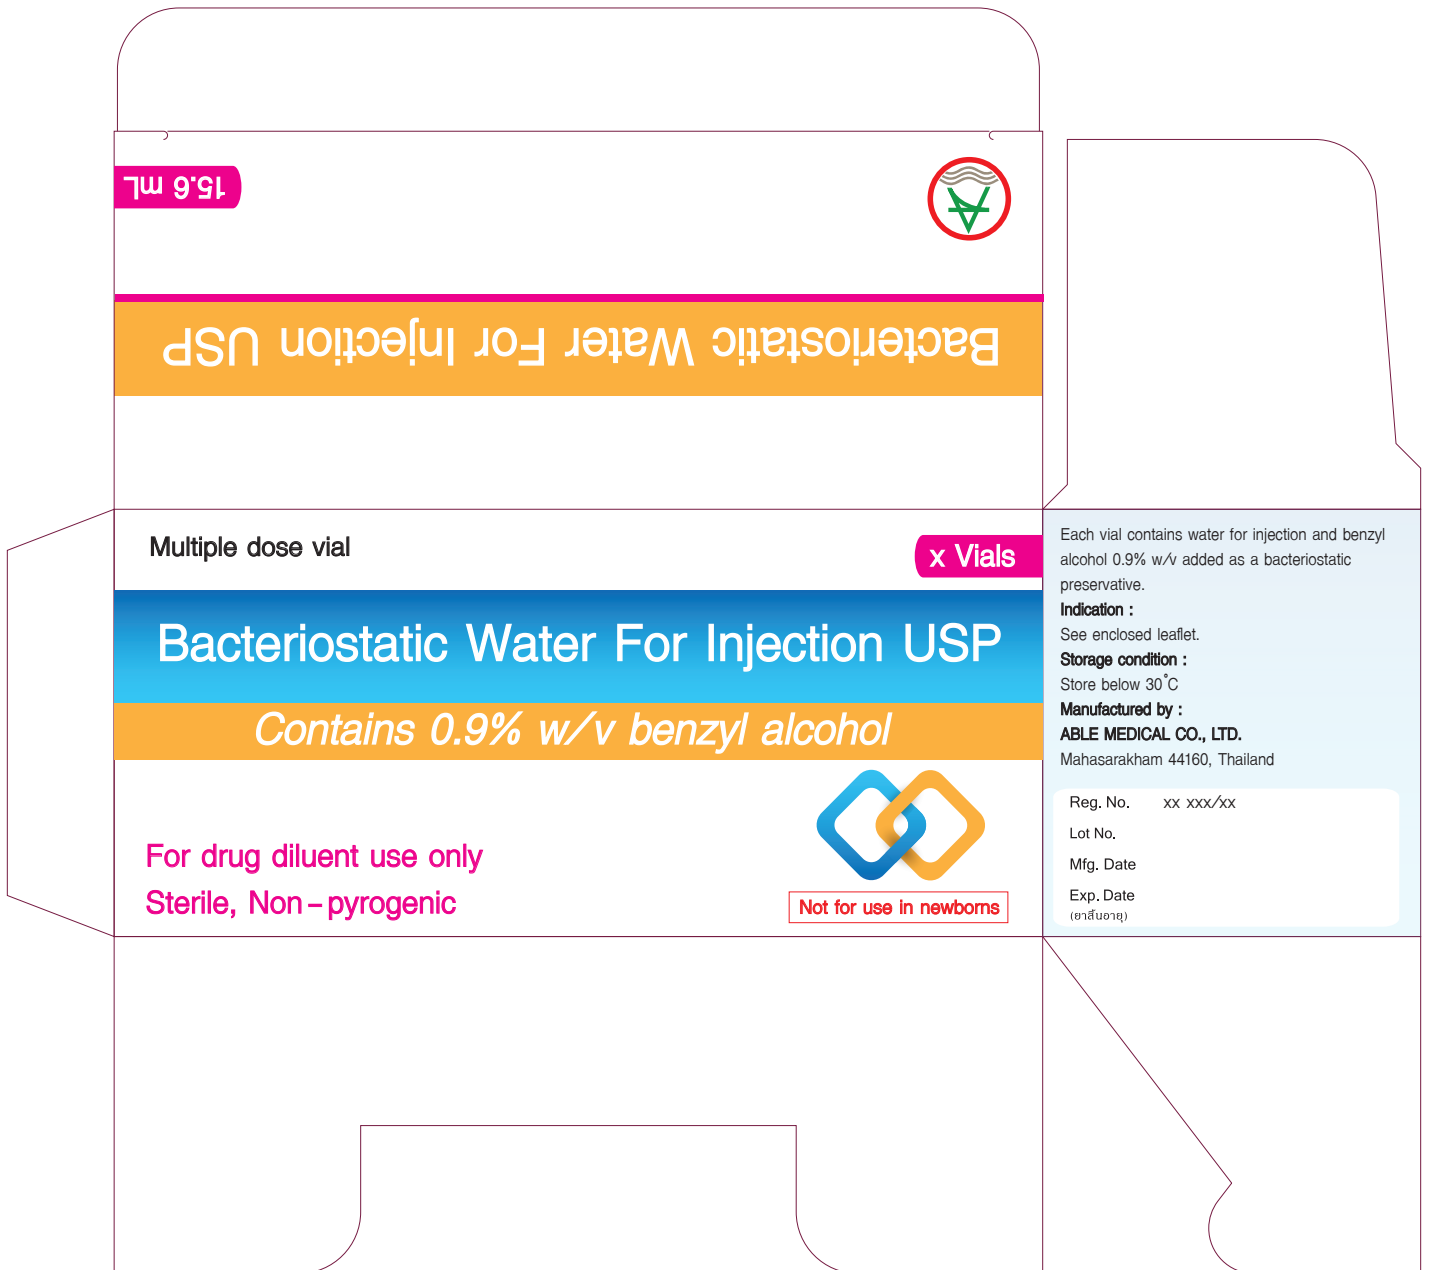 15.6 mL
Bacteriostatic Water For Injection USP
Multiple dose vial
x Vials
Bacteriostatic Water For Injection USP
Contains 0.9% w/v benzyl alcohol
For drug diluent use only
Sterile, Non-pyrogenic
Not for use in newborns
Each vial contains water for injection and benzyl
alcohol 0.9% w/v added as a bacteriostatic
preservative.
Indication :
See enclosed leaflet.
Storage condition :
Store below 30°C
Manufactured by :
ABLE MEDICAL CO., LTD.
Mahasarakham 44160, Thailand
Reg. No. xx xxx/xx
Lot No.
Mfg. Date
Exp. Date
(ยาสิ้นอายุ)